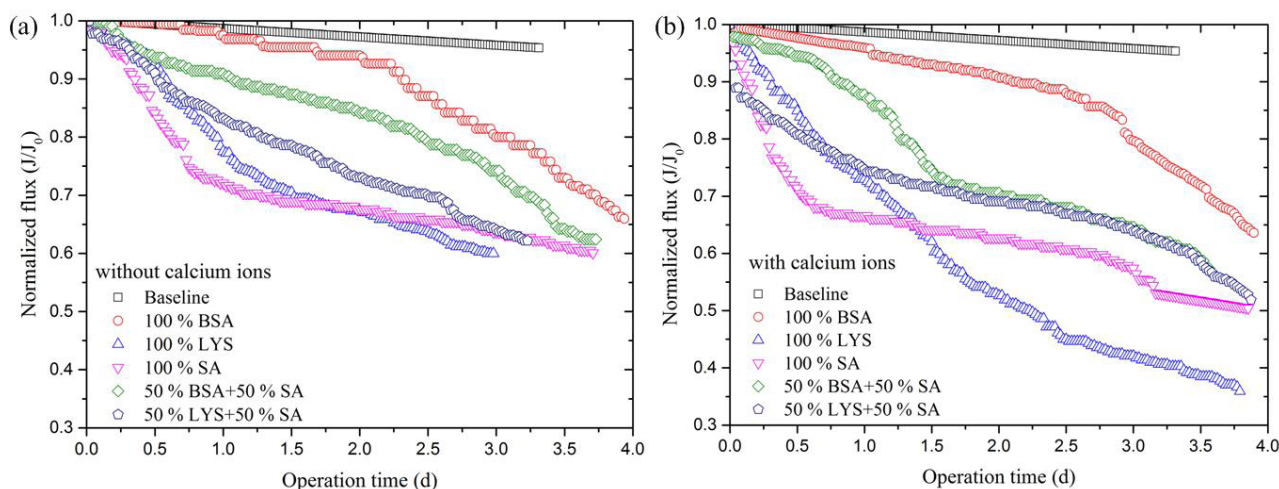 (a)
1.0
0.9
0.8
0.7
0.6
0.5
0.4
0.3
Normalized flux (J/J₀)
without calcium ions
Baseline
100 % BSA
100 % LYS
100 % SA
50 % BSA+50 % SA
50 % LYS+50 % SA
0.0 0.5 1.0 1.5 2.0 2.5 3.0 3.5 4.0
Operation time (d)
(b)
1.0
0.9
0.8
0.7
0.6
0.5
0.4
0.3
Normalized flux (J/J₀)
with calcium ions
Baseline
100 % BSA
100 % LYS
100 % SA
50 % BSA+50 % SA
50 % LYS+50 % SA
0.0 0.5 1.0 1.5 2.0 2.5 3.0 3.5 4.0
Operation time (d)